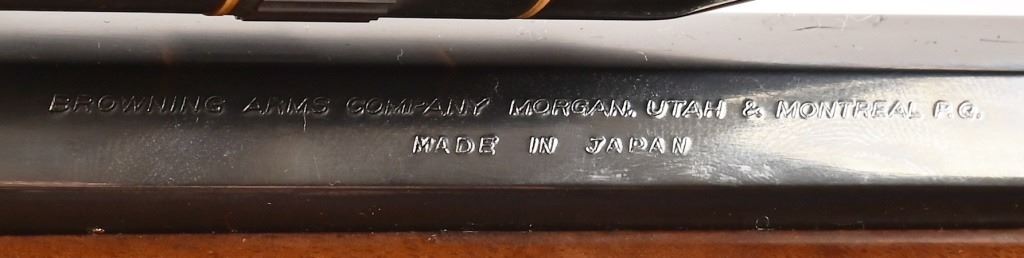 BROWNING ARMS COMPANY MORGAN, UTAH & MONTREAL P.Q.
MADE IN JAPAN